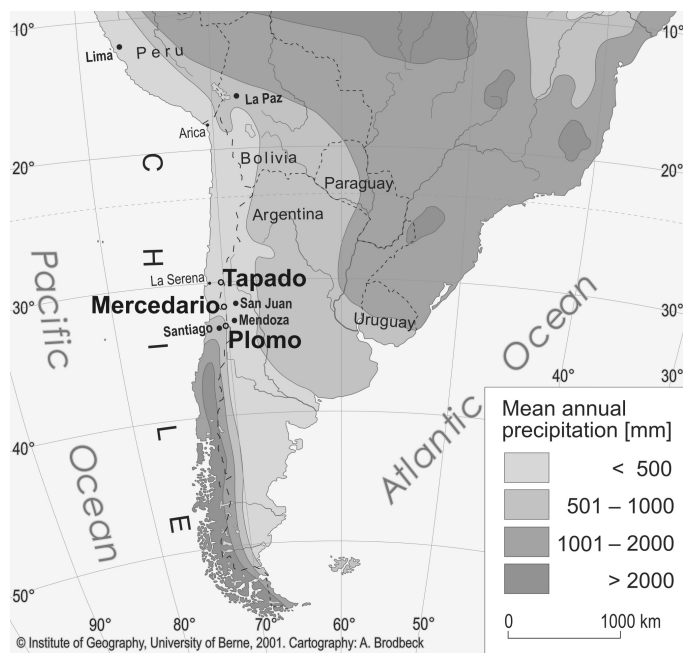 10°
10°
Peru
Lima
La Paz
Arica
C
Bolivia
20°
20°
Paraguay
Argentina
H
Pacific
La Serena
Tapado
Mercedario
San Juan
30°
Mendoza
Uruguay
Santiago
Plomo
I
Ocean
40°
30°
Atlantic
L
40°
Ocean
E
50°
90°
80°
70°
60°
50°
Mean annual
precipitation [mm]
< 500
501 – 1000
1001 – 2000
> 2000
0
1000 km
© Institute of Geography, University of Berne, 2001. Cartography: A. Brodbeck